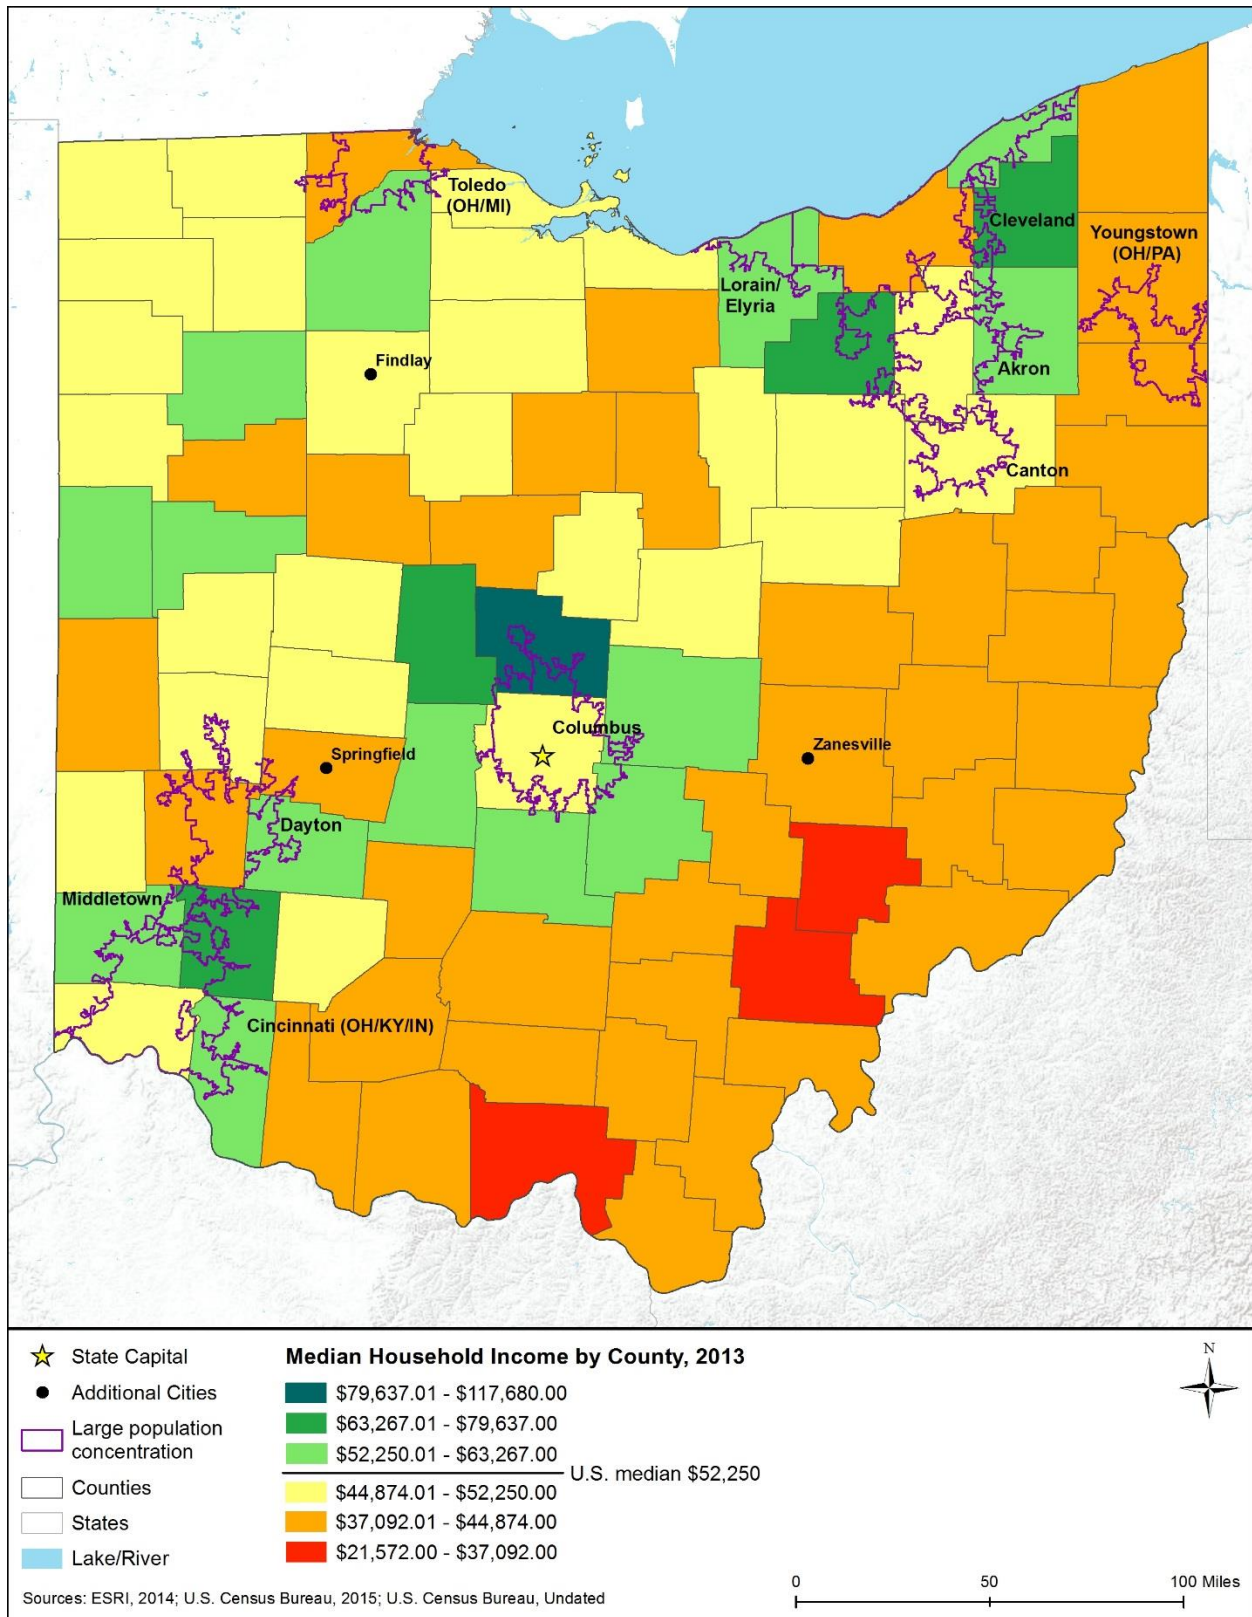 Toledo
(OH/MI)
Cleveland
Youngstown
(OH/PA)
Lorain/
Elyria
Findlay
Akron
Canton
Columbus
Zanesville
Springfield
Dayton
Middletown
Cincinnati (OH/KY/IN)
State Capital
Additional Cities
Large population
concentration
Counties
States
Lake/River
Median Household Income by County, 2013
$79,637.01 - $117,680.00
$63,267.01 - $79,637.00
$52,250.01 - $63,267.00
U.S. median $52,250
$44,874.01 - $52,250.00
$37,092.01 - $44,874.00
$21,572.00 - $37,092.00
N
0 50 100 Miles
Sources: ESRI, 2014; U.S. Census Bureau, 2015; U.S. Census Bureau, Undated